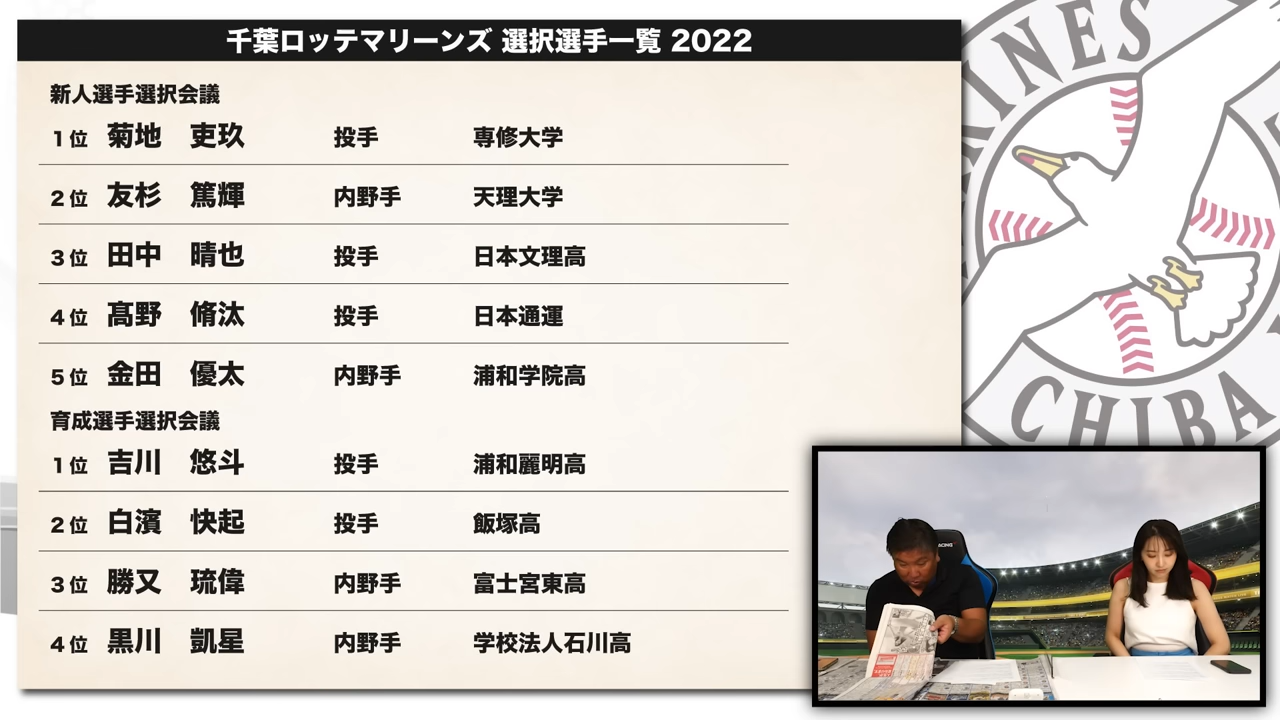 千葉ロッテマリーンズ 選択選手一覧 2022
新人選手選択会議
1位 菊地 吏玖 投手 専修大学
2位 友杉 篤輝 内野手 天理大学
3位 田中 晴也 投手 日本文理高
4位 髙野 脩汰 投手 日本通運
5位 金田 優太 内野手 浦和学院高
育成選手選択会議
1位 吉川 悠斗 投手 浦和麗明高
2位 白濱 快起 投手 飯塚高
3位 勝又 琉偉 内野手 富士宮東高
4位 黒川 凱星 内野手 学校法人石川高
INES
CHIBA